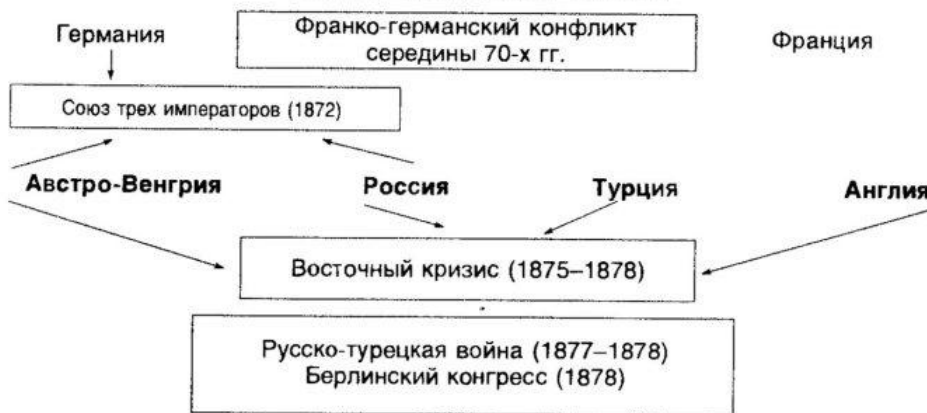 Франко-германский конфликт
середины 70-х гг.
Германия
Франция
Союз трех императоров (1872)
Австро-Венгрия
Россия
Турция
Англия
Восточный кризис (1875–1878)
Русско-турецкая война (1877–1878)
Берлинский конгресс (1878)